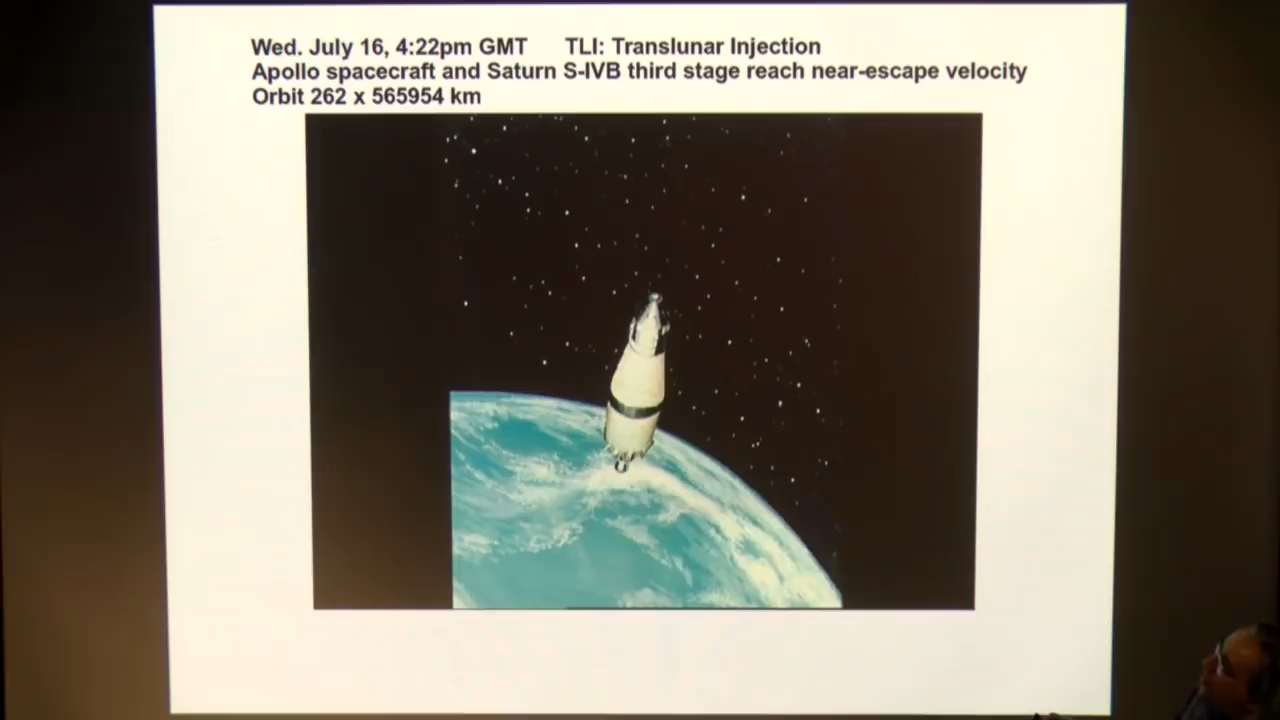 Wed. July 16, 4:22pm GMT TLI: Translunar Injection
Apollo spacecraft and Saturn S-IVB third stage reach near-escape velocity
Orbit 262 x 565954 km